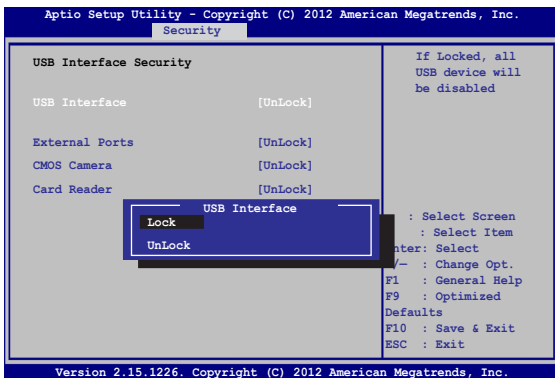 Aptio Setup Utility - Copyright (C) 2012 American Megatrends, Inc.
Security
USB Interface Security
USB Interface [UnLock]
External Ports [UnLock]
CMOS Camera [UnLock]
Card Reader [UnLock]
USB Interface
Lock
UnLock
If Locked, all
USB device will
be disabled
: Select Screen
: Select Item
nter: Select
/— : Change Opt.
F1 : General Help
F9 : Optimized
Defaults
F10 : Save & Exit
ESC : Exit
Version 2.15.1226. Copyright (C) 2012 American Megatrends, Inc.